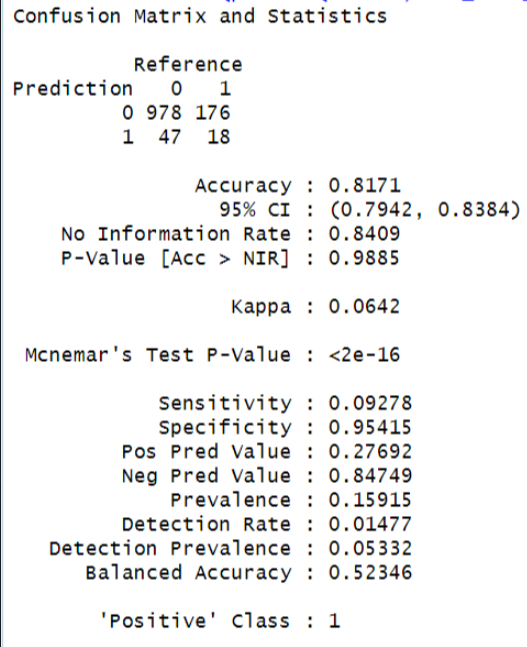 Confusion Matrix and Statistics
Reference
Prediction 0 1
0 978 176
1 47 18
Accuracy : 0.8171
95% CI : (0.7942, 0.8384)
No Information Rate : 0.8409
P-Value [Acc > NIR] : 0.9885
Kappa : 0.0642
Mcnemar's Test P-Value : <2e-16
Sensitivity : 0.09278
Specificity : 0.95415
Pos Pred Value : 0.27692
Neg Pred Value : 0.84749
Prevalence : 0.15915
Detection Rate : 0.01477
Detection Prevalence : 0.05332
Balanced Accuracy : 0.52346
'Positive' Class : 1